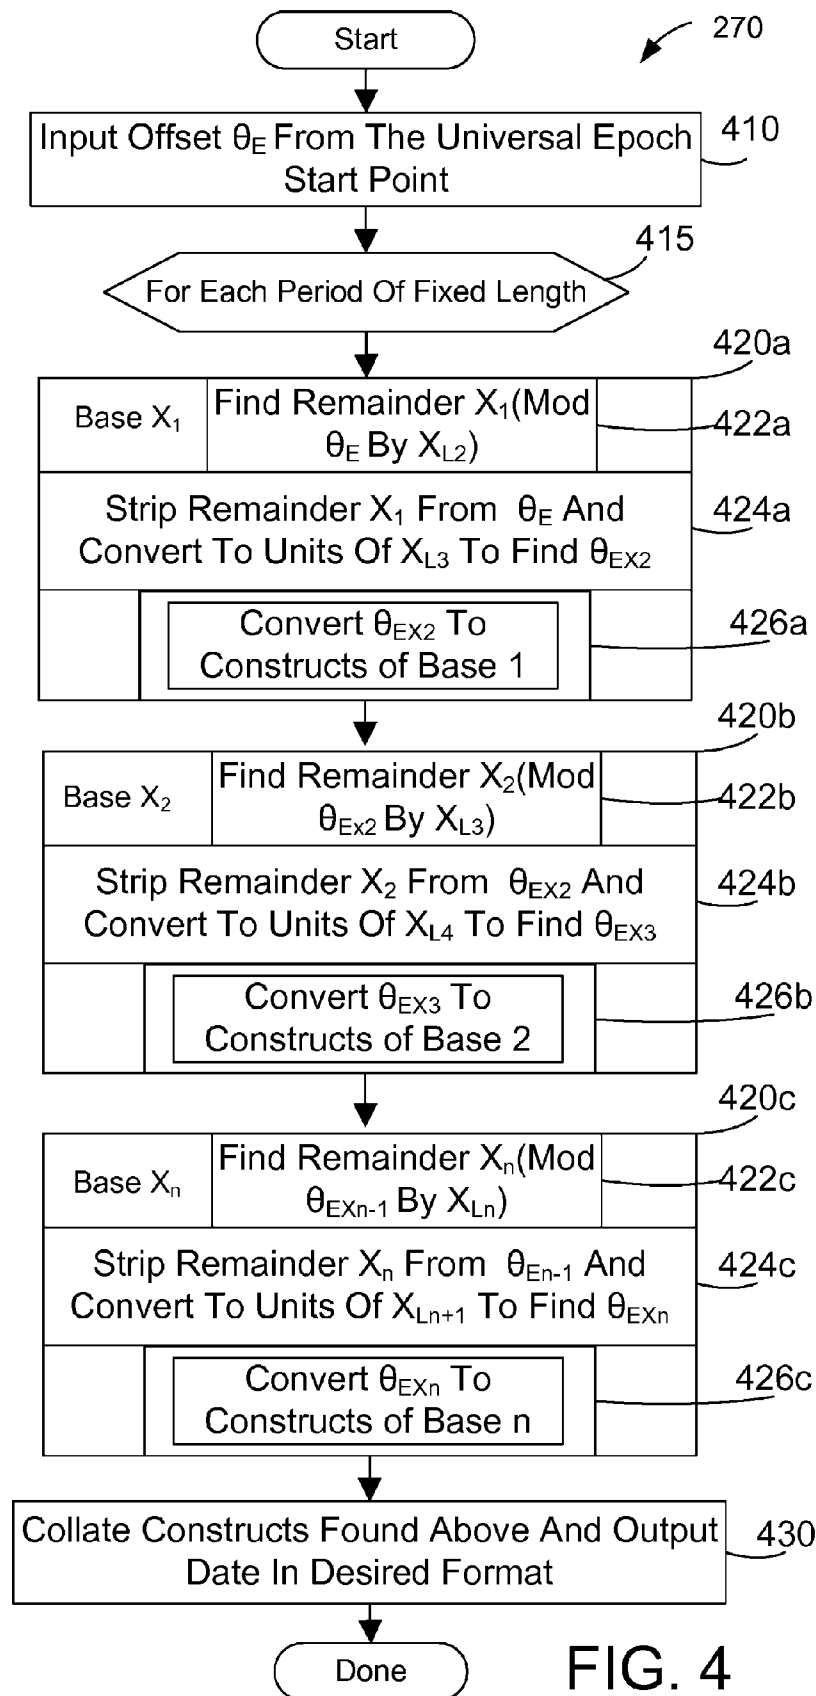 Start
270
Input Offset θE From The Universal Epoch
Start Point
410
415
For Each Period Of Fixed Length
420a
Base X1
Find Remainder X1(Mod
θE By XL2)
422a
Strip Remainder X1 From θE And
Convert To Units Of XL3 To Find θEX2
424a
Convert θEX2 To
Constructs of Base 1
426a
420b
Base X2
Find Remainder X2(Mod
θEx2 By XL3)
422b
Strip Remainder X2 From θEX2 And
Convert To Units Of XL4 To Find θEX3
424b
Convert θEX3 To
Constructs of Base 2
426b
420c
Base Xn
Find Remainder Xn(Mod
θEXn-1 By XLn)
422c
Strip Remainder Xn From θEn-1 And
Convert To Units Of XLn+1 To Find θEXn
424c
Convert θEXn To
Constructs of Base n
426c
Collate Constructs Found Above And Output
Date In Desired Format
430
Done
FIG. 4